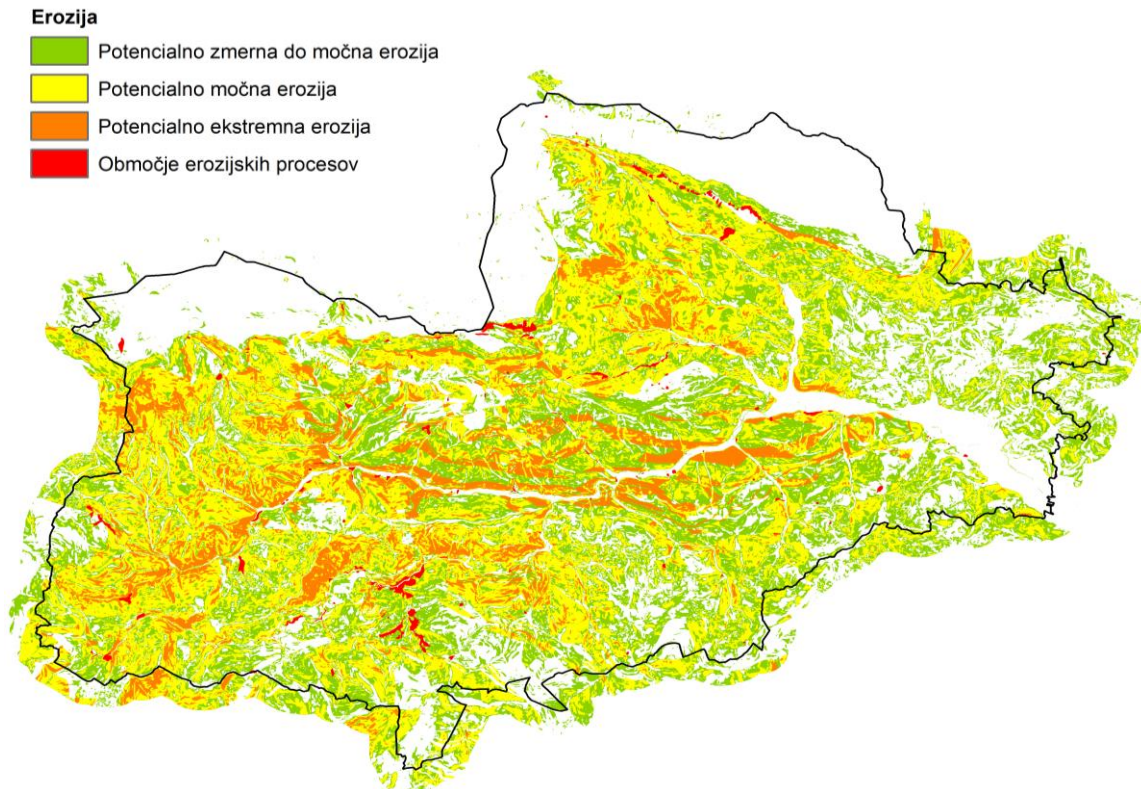 Erozija
Potencialno zmerna do močna erozija
Potencialno močna erozija
Potencialno ekstremna erozija
Območje erozijskih procesov